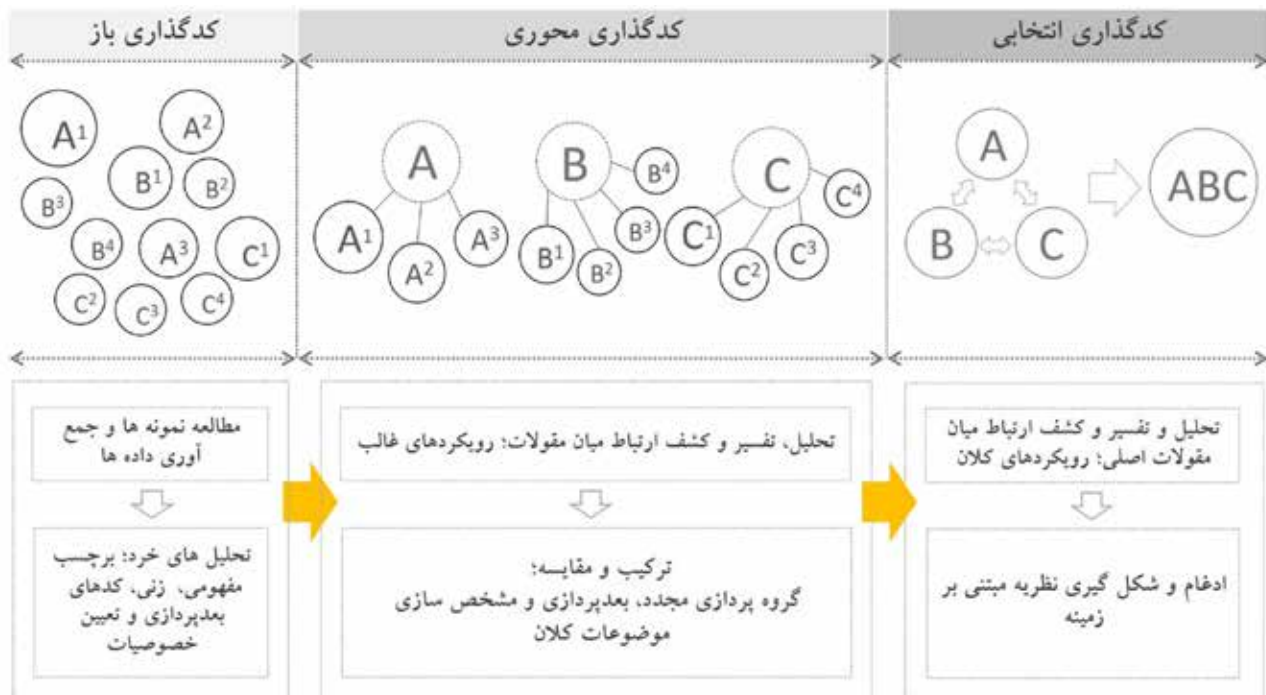 کدگذاری باز
کدگذاری محوری
کدگذاری انتخابی
A¹
A²
B¹
B²
B³
B⁴
A³
C¹
C²
C³
C⁴
A
A¹
A²
A³
B
B⁴
B³
B¹
B²
C
C⁴
C¹
C²
C³
A
B
C
ABC
مطالعه نمونه ها و جمع
آوری داده ها
تحلیل های خرد؛ برچسب
مفهومی، زنی، کدهای
بعدپردازی و تعیین
خصوصیات
تحلیل، تفسیر و کشف ارتباط میان مقولات؛ رویکردهای غالب
ترکیب و مقایسه؛
گروه پردازی مجدد، بعدپردازی و مشخص سازی
موضوعات کلان
تحلیل و تفسیر و کشف ارتباط میان
مقولات اصلی؛ رویکردهای کلان
ادغام و شکل گیری نظریه مبتنی بر
زمینه